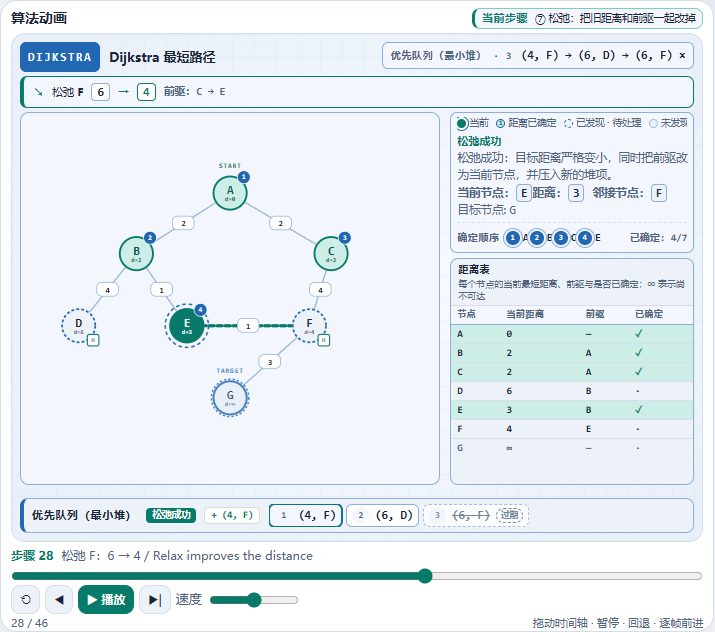 算法动画
当前步骤 ⑦ 松弛：把旧距离和前驱一起改掉
DIJKSTRA Dijkstra 最短路径
优先队列（最小堆） · 3 (4, F) → (6, D) → (6, F) ×
↘ 松弛 F 6 → 4 前驱: C → E
START
A
d=0
1
2
2
B
d=2
2
C
d=2
3
4
1
4
D
d=6
H
E
d=3
4
1
F
d=4
H
3
TARGET
G
d=∞
当前 ① 距离已确定 已发现 · 待处理 未发现
松弛成功
松弛成功：目标距离严格变小，同时把前驱改
为当前节点，并压入新的堆项。
当前节点: E 距离: 3 邻接节点: F
目标节点: G
确定顺序 1 A 2 B 3 C 4 E 已确定: 4/7
距离表
每个节点的当前最短距离、前驱与是否已确定；∞ 表示尚
不可达
节点 当前距离 前驱 已确定
A 0 — ✓
B 2 A ✓
C 2 A ✓
D 6 B ·
E 3 B ✓
F 4 E ·
G ∞ — ·
优先队列（最小堆） 松弛成功 + (4, F) 1 (4, F) 2 (6, D) 3 (6, F) 过期
步骤 28 松弛 F: 6 → 4 / Relax improves the distance
▶ 播放 速度
28 / 46
拖动时间轴 · 暂停 · 回退 · 逐帧前进